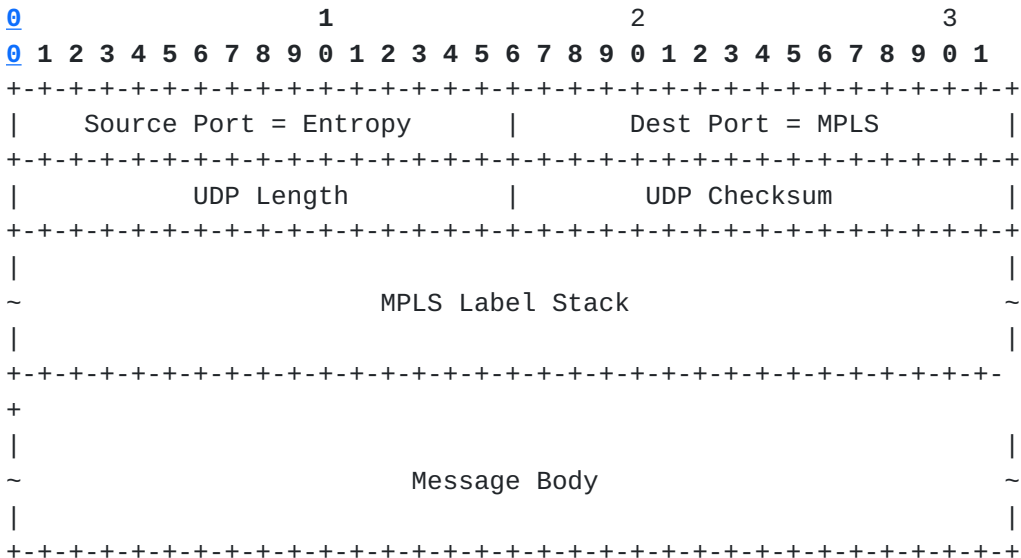 0                   1                   2                   3
0 1 2 3 4 5 6 7 8 9 0 1 2 3 4 5 6 7 8 9 0 1 2 3 4 5 6 7 8 9 0 1
+-+-+-+-+-+-+-+-+-+-+-+-+-+-+-+-+-+-+-+-+-+-+-+-+-+-+-+-+-+-+-+-+
|    Source Port = Entropy      |       Dest Port = MPLS        |
+-+-+-+-+-+-+-+-+-+-+-+-+-+-+-+-+-+-+-+-+-+-+-+-+-+-+-+-+-+-+-+-+
|           UDP Length          |        UDP Checksum           |
+-+-+-+-+-+-+-+-+-+-+-+-+-+-+-+-+-+-+-+-+-+-+-+-+-+-+-+-+-+-+-+-+
|                                                               |
~                       MPLS Label Stack                        ~
|                                                               |
+-+-+-+-+-+-+-+-+-+-+-+-+-+-+-+-+-+-+-+-+-+-+-+-+-+-+-+-+-+-+-+-
+
|                                                               |
~                         Message Body                          ~
|                                                               |
+-+-+-+-+-+-+-+-+-+-+-+-+-+-+-+-+-+-+-+-+-+-+-+-+-+-+-+-+-+-+-+-+